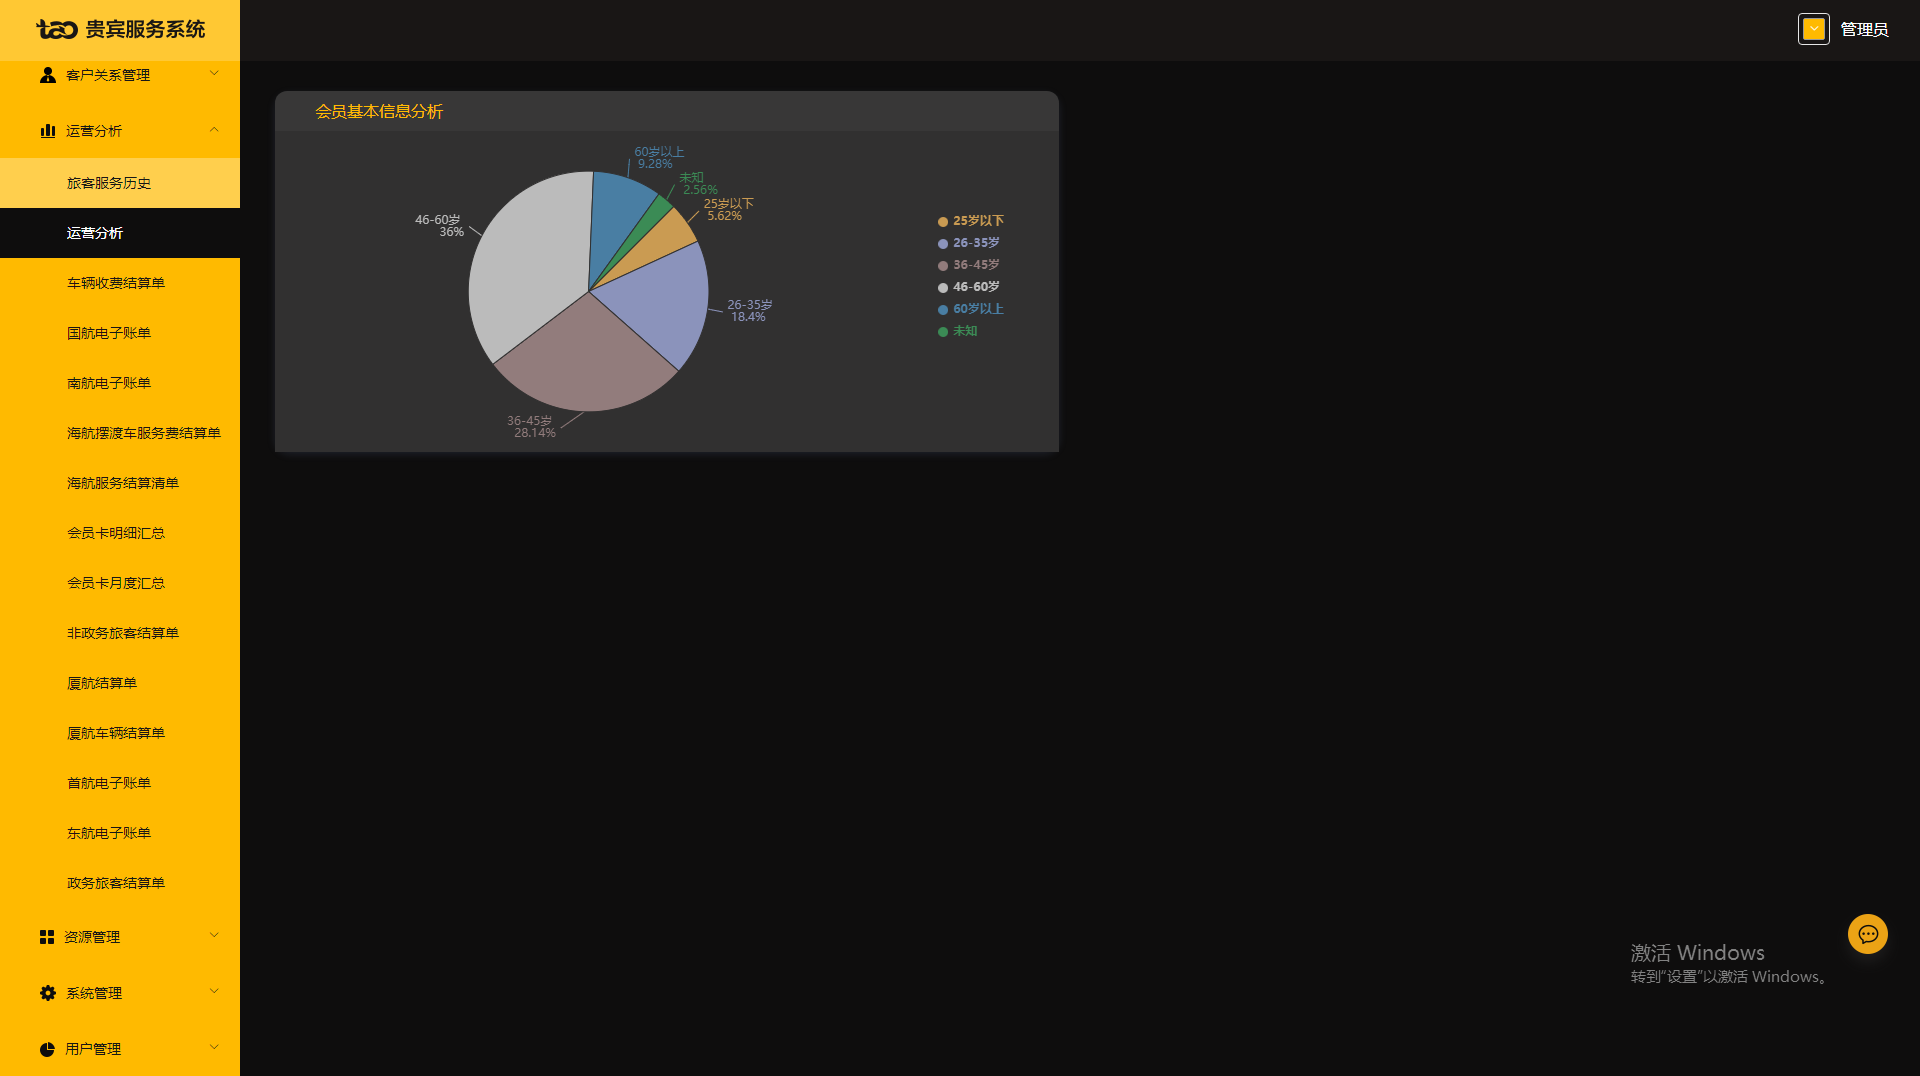 tao 贵宾服务系统
管理员
客户关系管理
运营分析
旅客服务历史
运营分析
车辆收费结算单
国航电子账单
南航电子账单
海航摆渡车服务费结算单
海航服务结算清单
会员卡明细汇总
会员卡月度汇总
非政务旅客结算单
厦航结算单
厦航车辆结算单
首航电子账单
东航电子账单
政务旅客结算单
资源管理
系统管理
用户管理
会员基本信息分析
60岁以上
9.28%
未知
2.56%
25岁以下
5.62%
46-60岁
36%
26-35岁
18.4%
36-45岁
28.14%
25岁以下
26-35岁
36-45岁
46-60岁
60岁以上
未知
激活 Windows
转到“设置”以激活 Windows。